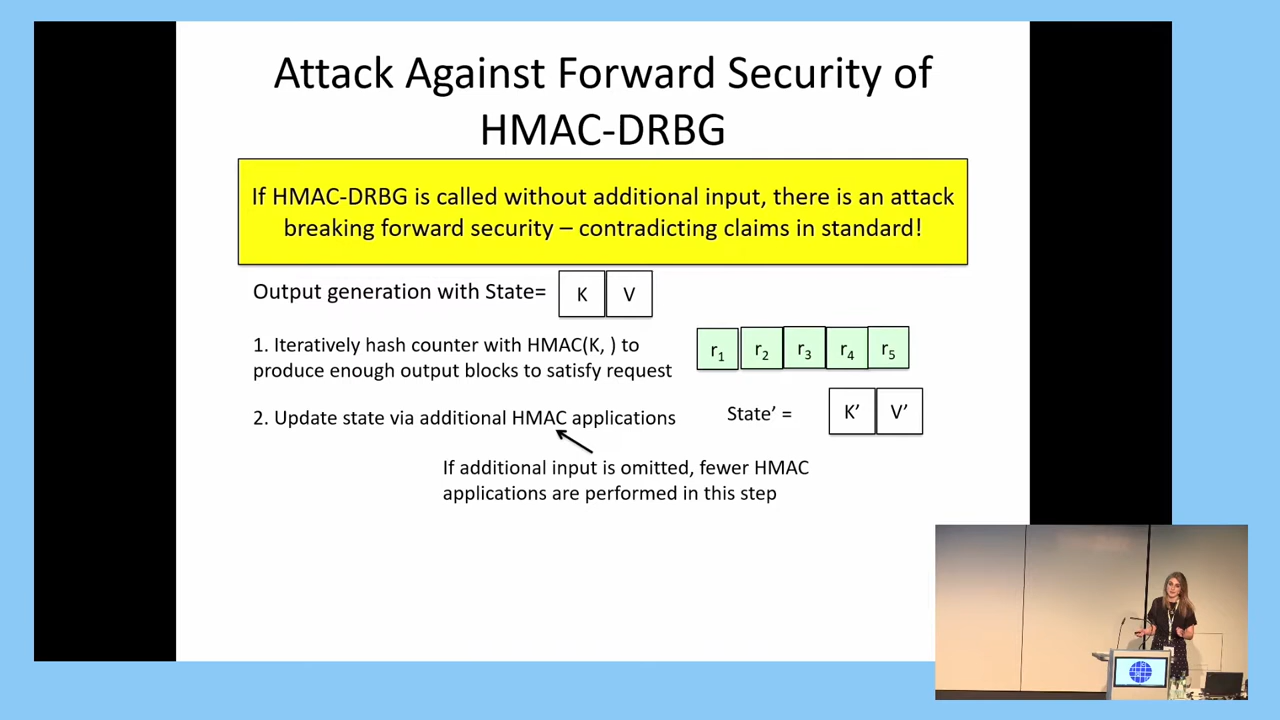 Attack Against Forward Security of
HMAC-DRBG
If HMAC-DRBG is called without additional input, there is an attack
breaking forward security – contradicting claims in standard!
Output generation with State= K V
1. Iteratively hash counter with HMAC(K, ) to
produce enough output blocks to satisfy request
r1 r2 r3 r4 r5
2. Update state via additional HMAC applications
State’ = K’ V’
If additional input is omitted, fewer HMAC
applications are performed in this step